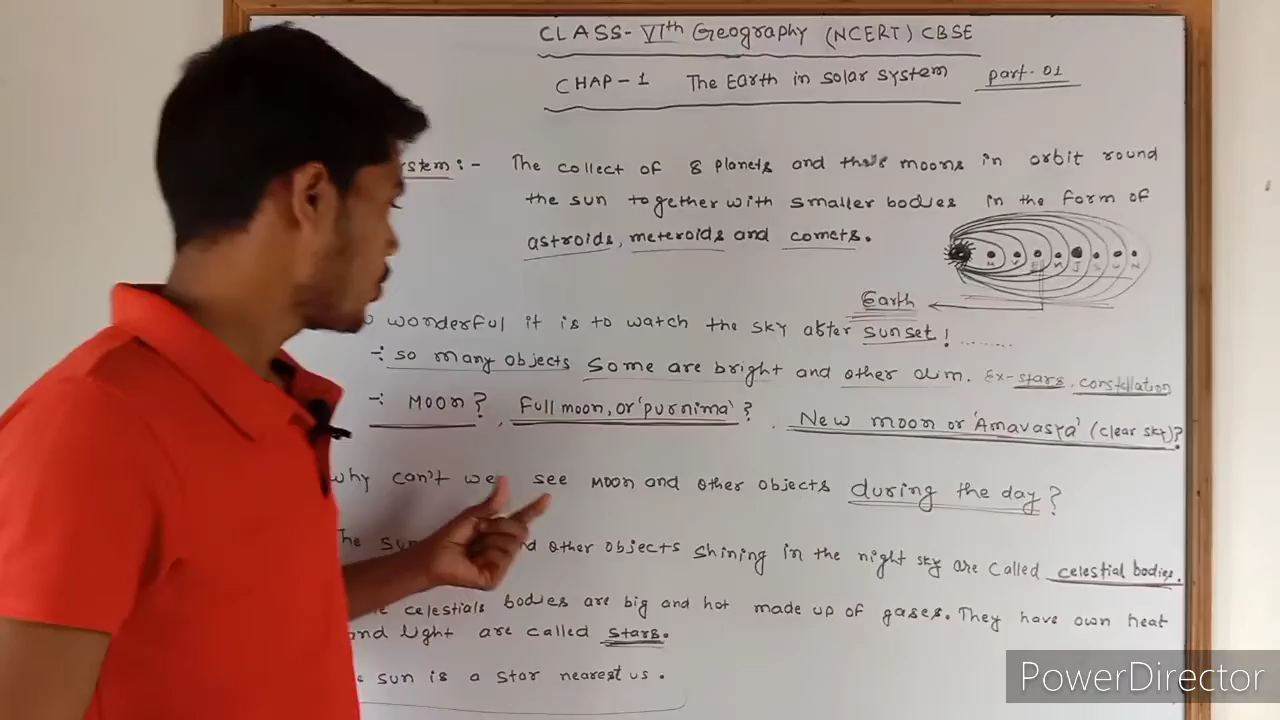 CLASS- VIth Geography (NCERT) CBSE
CHAP-1 The Earth in solar system part-01
stem:- The collect of 8 planets and moons in orbit round
the sun together with smaller bodies in the form of
astroids, meteroids and comets.
M V E M J S U N
Earth
wonderful it is to watch the sky after sunset!........
so many objects Some are bright and other dim. Ex-stars, constllation
Moon? Full moon, or 'purnima'? New moon or 'Amavasya' (clear sky)?
why can't we see Moon and other objects during the day?
The sun and other objects shining in the night sky are called celestial bodies.
celestials bodies are big and hot made up of gases. They have own heat
and light are called stars.
sun is a star nearest us.
PowerDirector